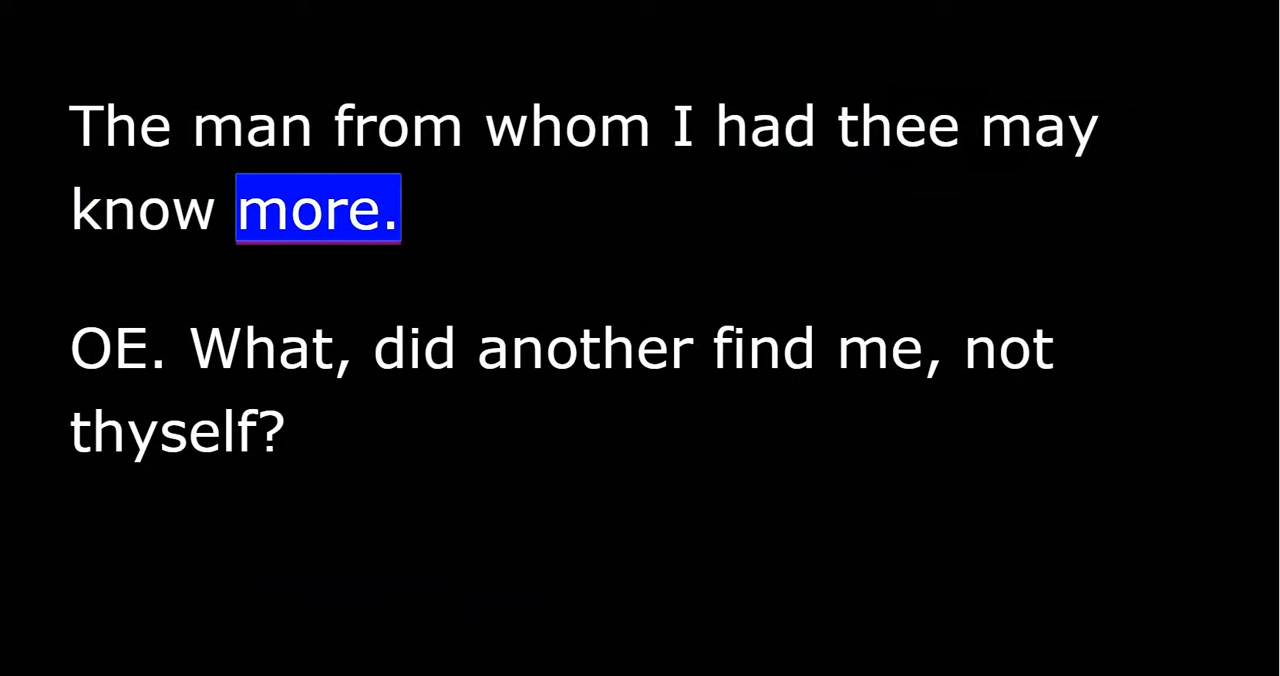 The man from whom I had thee may
know more.
OE. What, did another find me, not
thyself?